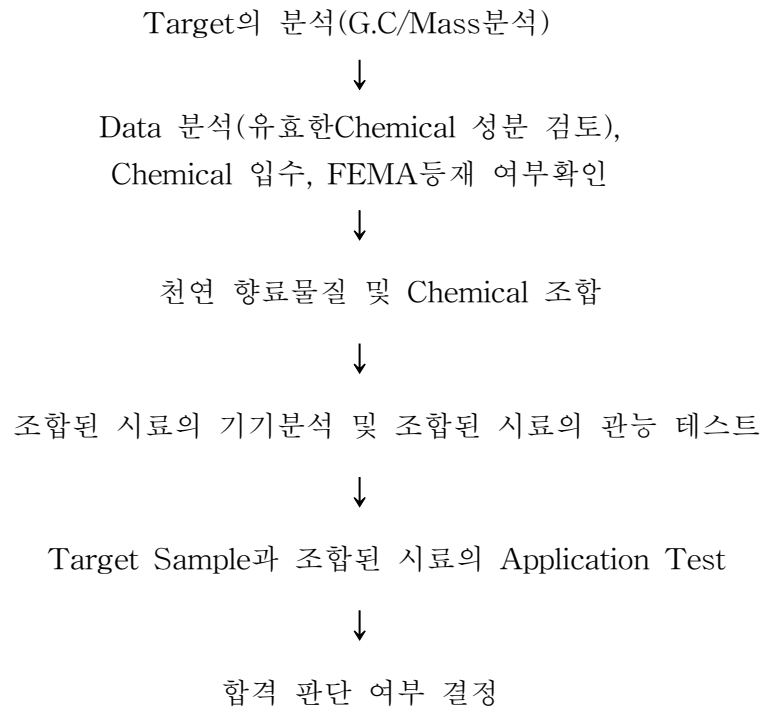 Target의 분석(G.C/Mass분석)
↓
Data 분석(유효한Chemical 성분 검토),
Chemical 입수, FEMA등재 여부확인
↓
천연 향료물질 및 Chemical 조합
↓
조합된 시료의 기기분석 및 조합된 시료의 관능 테스트
↓
Target Sample과 조합된 시료의 Application Test
↓
합격 판단 여부 결정